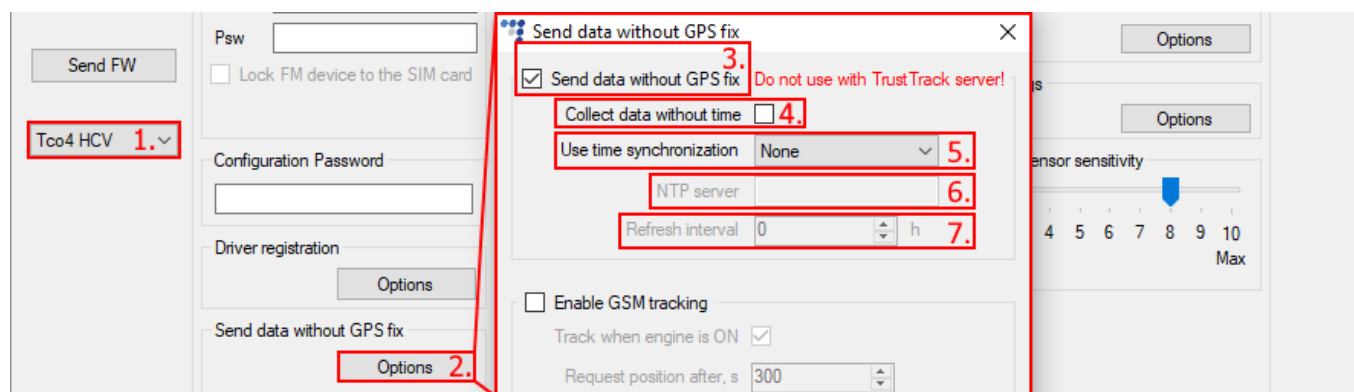 Send FW
Tco4 HCV 1.
Psw
Lock FM device to the SIM card
Configuration Password
Driver registration
Options
Send data without GPS fix
Options 2.
Send data without GPS fix
3.
Send data without GPS fix Do not use with TrustTrack server!
Collect data without time 4.
Use time synchronization None 5.
NTP server 6.
Refresh interval 0 h 7.
Enable GSM tracking
Track when engine is ON
Request position after, s 300
Options
gs
Options
ensor sensitivity
4 5 6 7 8 9 10
Max